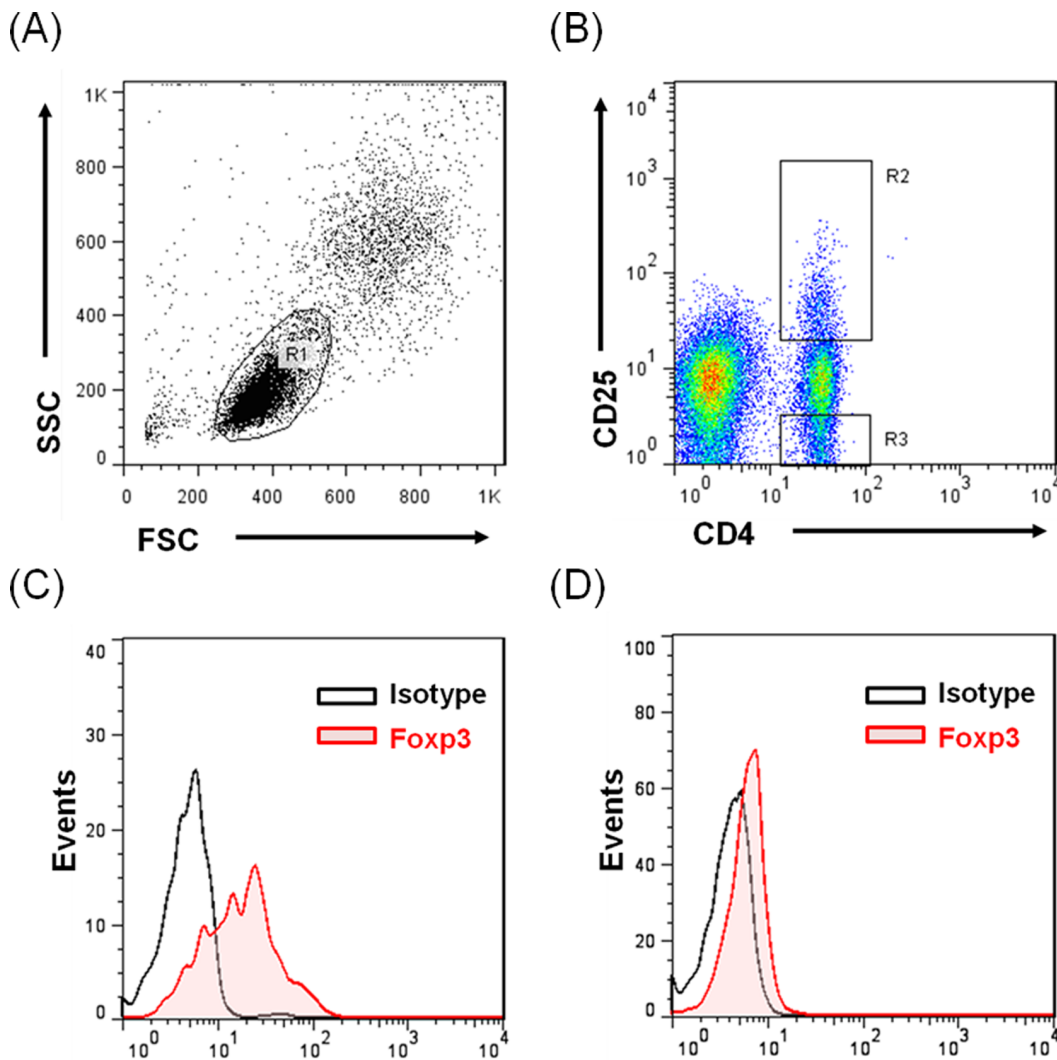 (A)
(B)
1K
800
600
400
200
0
R1
SSC
0 200 400 600 800 1K
FSC
10^4
10^3
10^2
10^1
10^0
R2
R3
CD25
10^0 10^1 10^2 10^3 10^4
CD4
(C)
(D)
40
30
20
10
0
Isotype
Foxp3
Events
10^0 10^1 10^2 10^3 10^4
100
80
60
40
20
0
Isotype
Foxp3
Events
10^0 10^1 10^2 10^3 10^4